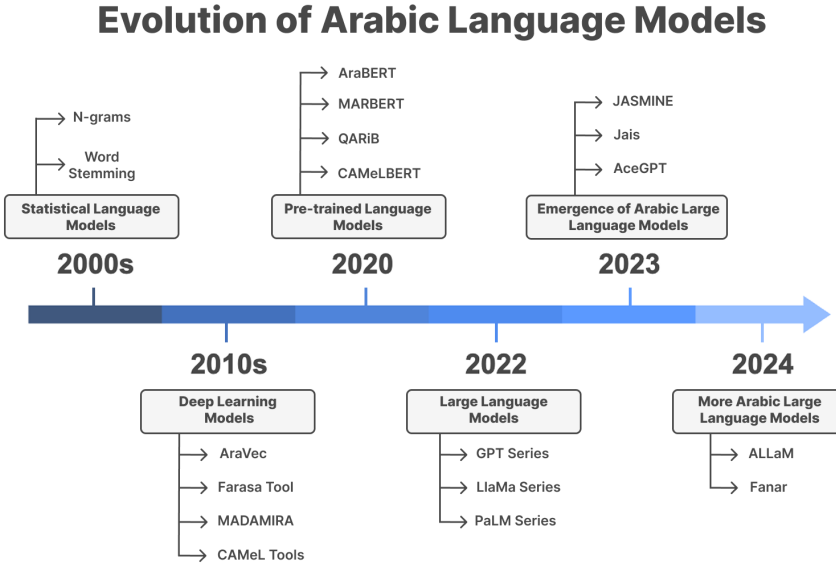 Evolution of Arabic Language Models
N-grams
Word
Stemming
Statistical Language
Models
2000s
AraBERT
MARBERT
QARiB
CAMeLBERT
Pre-trained Language
Models
2020
JASMINE
Jais
AceGPT
Emergence of Arabic Large
Language Models
2023
2010s
Deep Learning
Models
AraVec
Farasa Tool
MADAMIRA
CAMeL Tools
2022
Large Language
Models
GPT Series
LlaMa Series
PaLM Series
2024
More Arabic Large
Language Models
ALLaM
Fanar